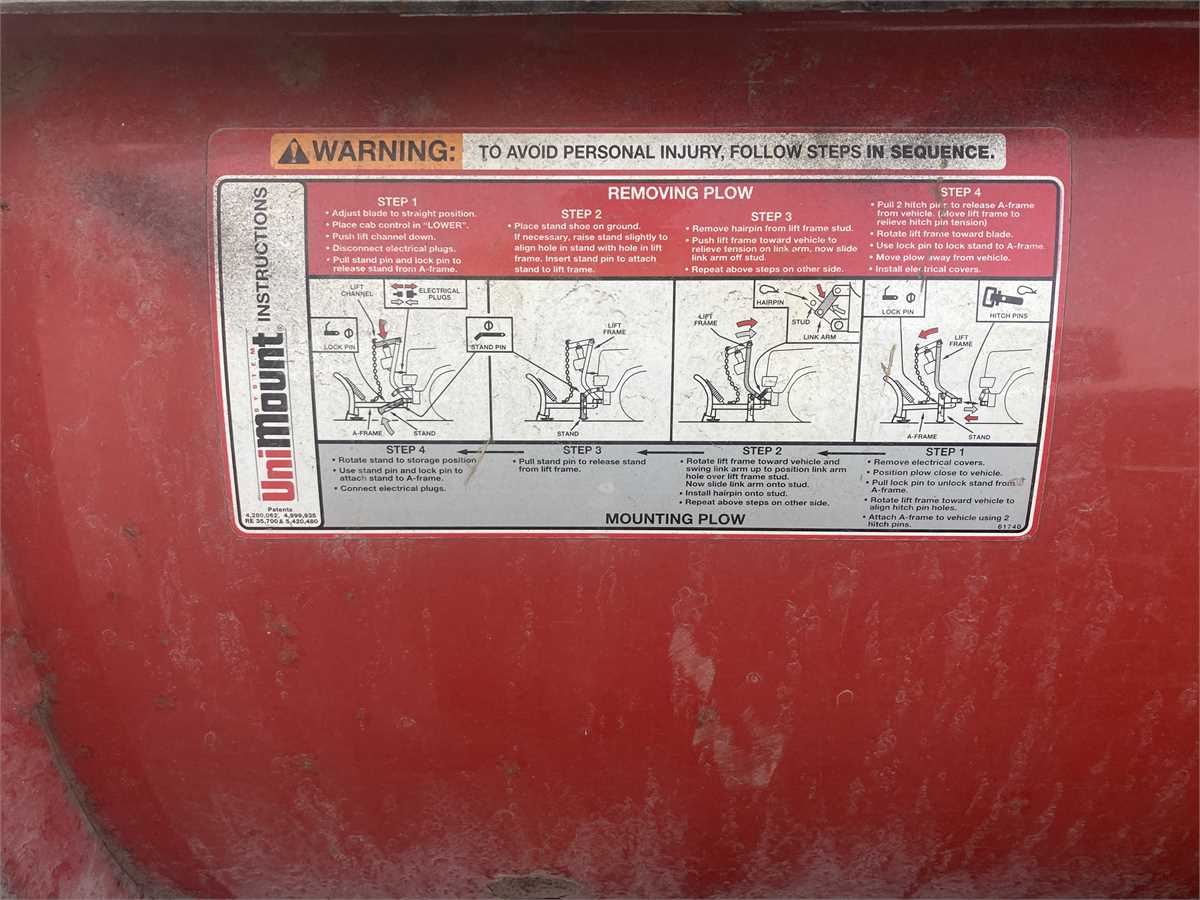 WARNING: TO AVOID PERSONAL INJURY, FOLLOW STEPS IN SEQUENCE.
UniMount® INSTRUCTIONS
SYSTEM
Patents
4,280,062, 4,999,935
RE 35,700 & 5,420,480
REMOVING PLOW
STEP 1
• Adjust blade to straight position.
• Place cab control in "LOWER".
• Push lift channel down.
• Disconnect electrical plugs.
• Pull stand pin and lock pin to
release stand from A-frame.
STEP 2
• Place stand shoe on ground.
If necessary, raise stand slightly to
align hole in stand with hole in lift
frame. Insert stand pin to attach
stand to lift frame.
STEP 3
• Remove hairpin from lift frame stud.
• Push lift frame toward vehicle to
relieve tension on link arm, now slide
link arm off stud.
• Repeat above steps on other side.
STEP 4
• Pull 2 hitch pins to release A-frame
from vehicle. (Move lift frame to
relieve hitch pin tension)
• Rotate lift frame toward blade.
• Use lock pin to lock stand to A-frame.
• Move plow away from vehicle.
• Install electrical covers.
LIFT
CHANNEL
ELECTRICAL
PLUGS
LOCK PIN
STAND PIN
A-FRAME
STAND
LIFT
FRAME
STAND
LIFT
FRAME
HAIRPIN
STUD
LINK ARM
LOCK PIN
HITCH PINS
LIFT
FRAME
A-FRAME
STAND
STEP 4
• Rotate stand to storage position
• Use stand pin and lock pin to
attach stand to A-frame.
• Connect electrical plugs.
STEP 3
• Pull stand pin to release stand
from lift frame.
STEP 2
• Rotate lift frame toward vehicle and
swing link arm up to position link arm
hole over lift frame stud.
Now slide link arm onto stud.
• Install hairpin onto stud.
• Repeat above steps on other side.
STEP 1
• Remove electrical covers.
• Position plow close to vehicle.
• Pull lock pin to unlock stand from
A-frame.
• Rotate lift frame toward vehicle to
align hitch pin holes.
• Attach A-frame to vehicle using 2
hitch pins.
MOUNTING PLOW
61740